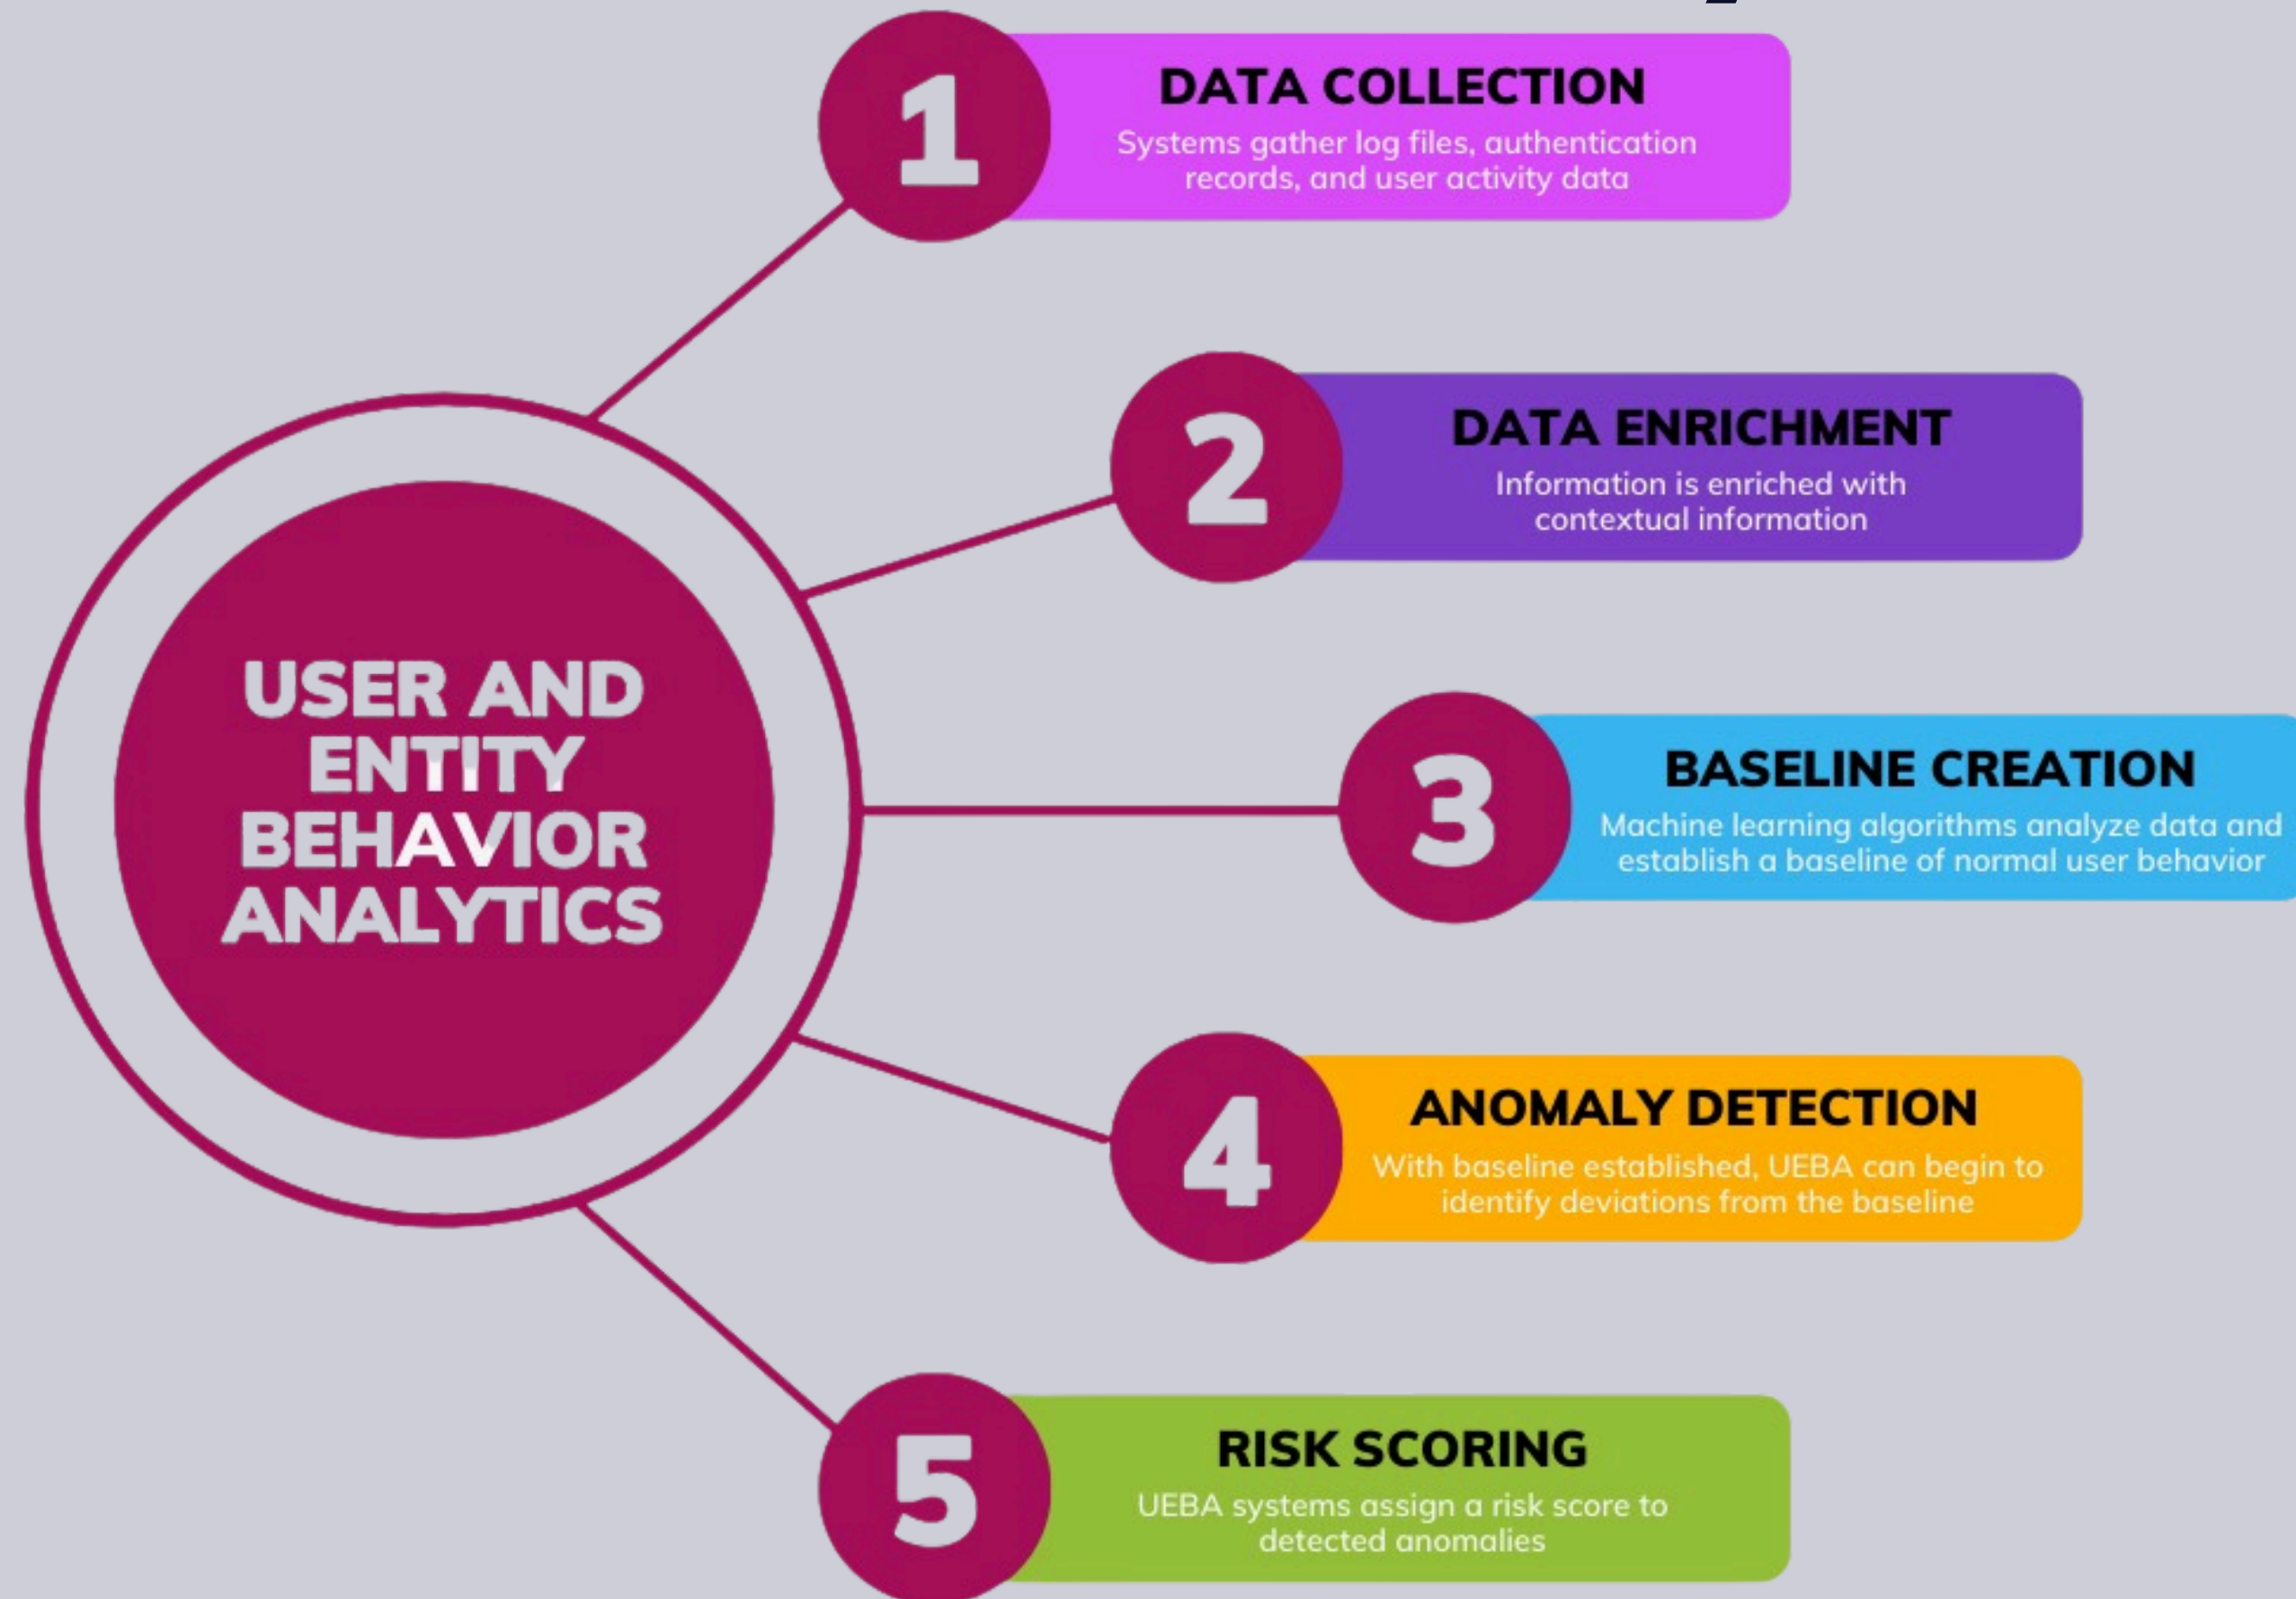 1
DATA COLLECTION
Systems gather log files, authentication
records, and user activity data
2
DATA ENRICHMENT
Information is enriched with
contextual information
USER AND
ENTITY
BEHAVIOR
ANALYTICS
3
BASELINE CREATION
Machine learning algorithms analyze data and
establish a baseline of normal user behavior
4
ANOMALY DETECTION
With baseline established, UEBA can begin to
identify deviations from the baseline
5
RISK SCORING
UEBA systems assign a risk score to
detected anomalies